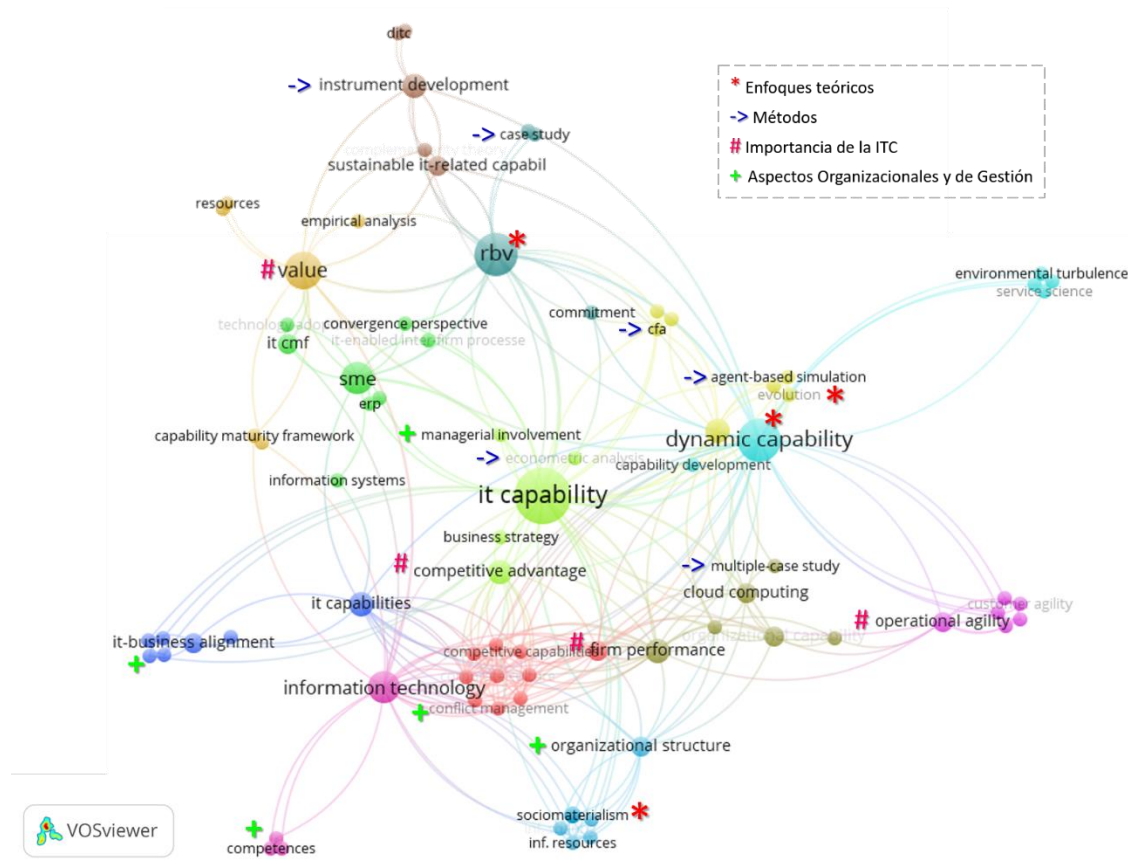 ditc
-> instrument development
-> case study
complementarity theory
sustainable it-related capabil
resources
empirical analysis
rbv *
# value
* Enfoques teóricos
-> Métodos
# Importancia de la ITC
+ Aspectos Organizacionales y de Gestión
environmental turbulence
service science
commitment
technology adop
convergence perspective
-> cfa
it cmf
it-enabled inter-firm processe
sme
-> agent-based simulation
evolution *
erp
*
dynamic capability
capability maturity framework
+ managerial involvement
-> econometric analysis
capability development
information systems
it capability
business strategy
# competitive advantage
-> multiple-case study
cloud computing
it capabilities
customer agility
# operational agility
it-business alignment
+
organizational capability
competitive capabilities
# firm performance
information technology
+ conflict management
+ organizational structure
sociomaterialism *
inf. resources
+
competences
VOSviewer